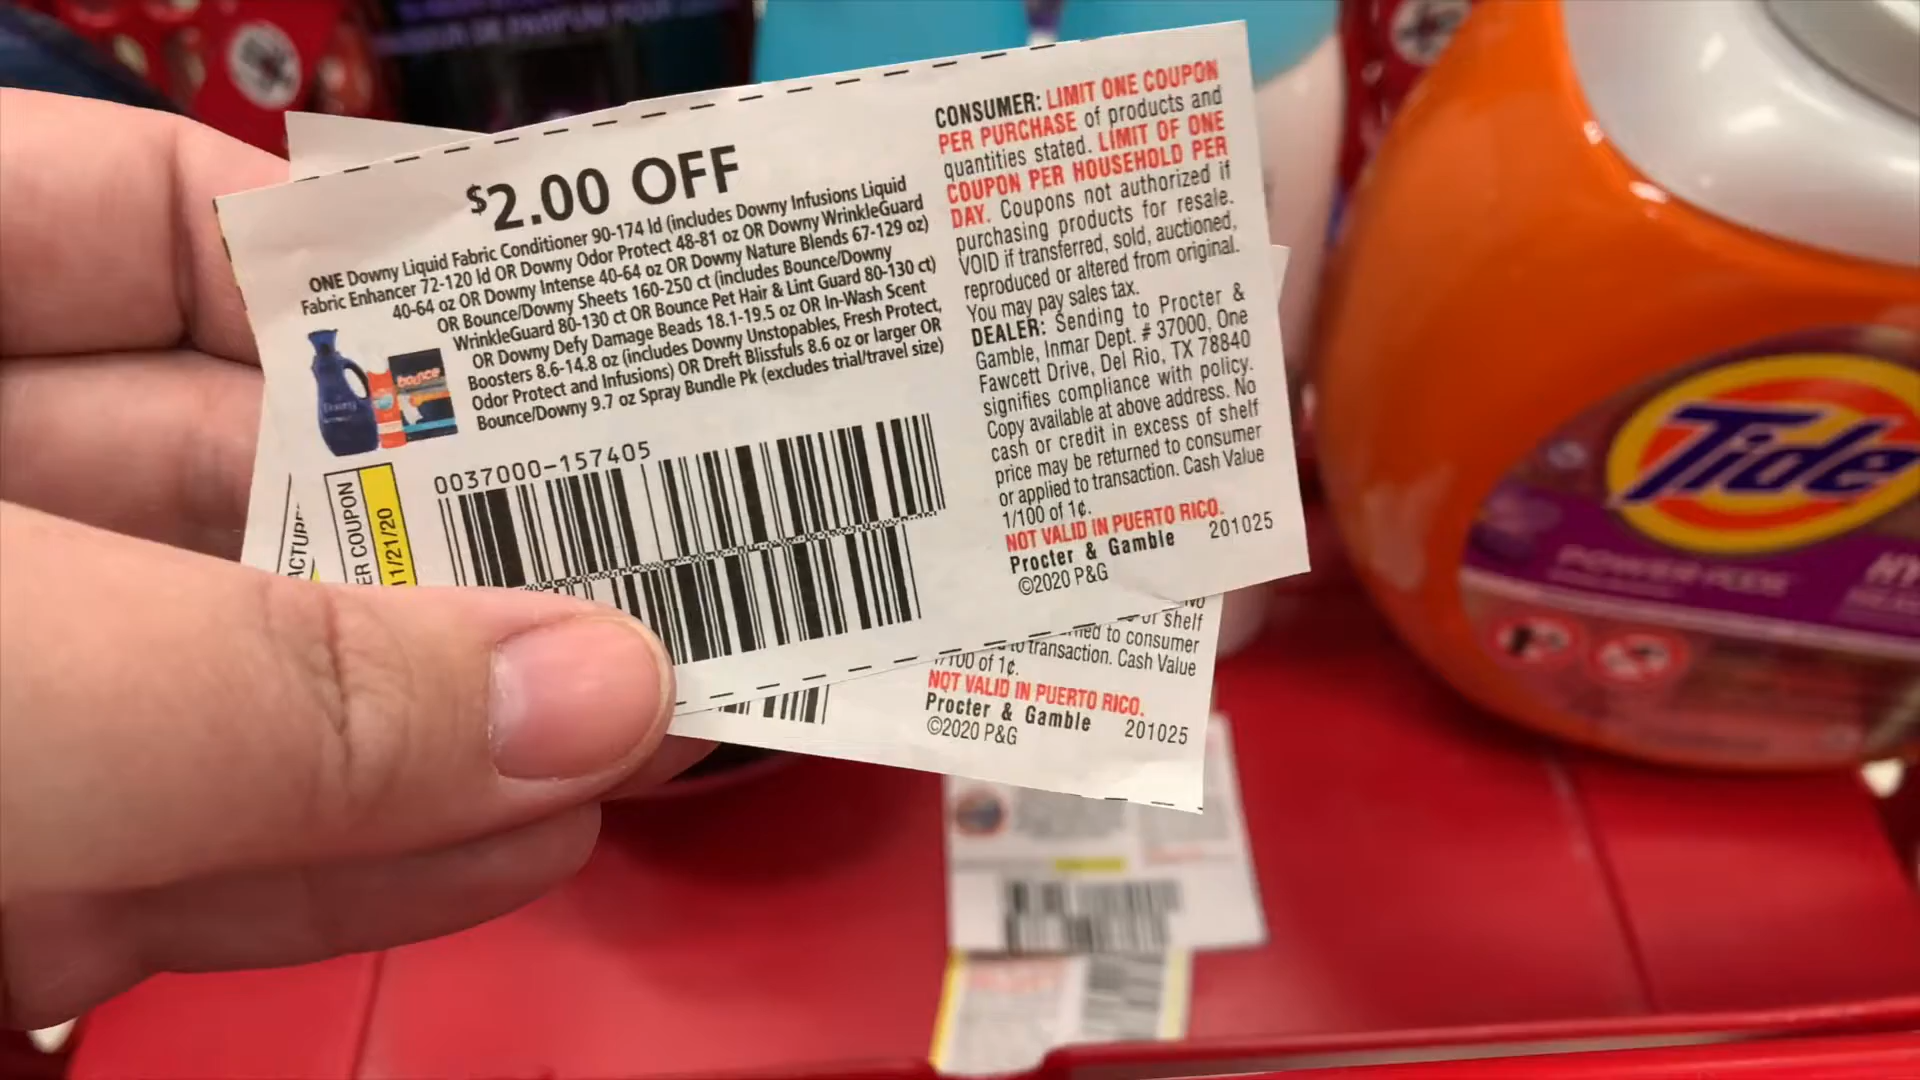 $2.00 OFF
ONE Downy Liquid Fabric Conditioner 90-174 ld (includes Downy Infusions Liquid
Fabric Enhancer 72-120 ld OR Downy Odor Protect 48-81 oz OR Downy WrinkleGuard
40-64 oz OR Downy Intense 40-64 oz OR Downy Nature Blends 67-129 oz)
OR Bounce/Downy Sheets 160-250 ct (includes Bounce/Downy
WrinkleGuard 80-130 ct OR Bounce Pet Hair & Lint Guard 80-130 ct)
OR Downy Defy Damage Beads 18.1-19.5 oz OR In-Wash Scent
Boosters 8.6-14.8 oz (includes Downy Unstopables, Fresh Protect,
Odor Protect and Infusions) OR Dreft Blissfuls 8.6 oz or larger OR
Bounce/Downy 9.7 oz Spray Bundle Pk (excludes trial/travel size)
Downy
bounce
0037000-157405
ACTURE
ER COUPON
11/21/20
CONSUMER: LIMIT ONE COUPON
PER PURCHASE of products and
quantities stated. LIMIT OF ONE
COUPON PER HOUSEHOLD PER
DAY. Coupons not authorized if
purchasing products for resale.
VOID if transferred, sold, auctioned,
reproduced or altered from original.
You may pay sales tax.
DEALER: Sending to Procter &
Gamble, Inmar Dept. # 37000, One
Fawcett Drive, Del Rio, TX 78840
signifies compliance with policy.
Copy available at above address. No
cash or credit in excess of shelf
price may be returned to consumer
or applied to transaction. Cash Value
1/100 of 1¢.
NOT VALID IN PUERTO RICO.
Procter & Gamble 201025
©2020 P&G
No
of shelf
ned to consumer
to transaction. Cash Value
1/100 of 1¢.
NOT VALID IN PUERTO RICO.
Procter & Gamble 201025
©2020 P&G
Tide
POWER PODS
HY